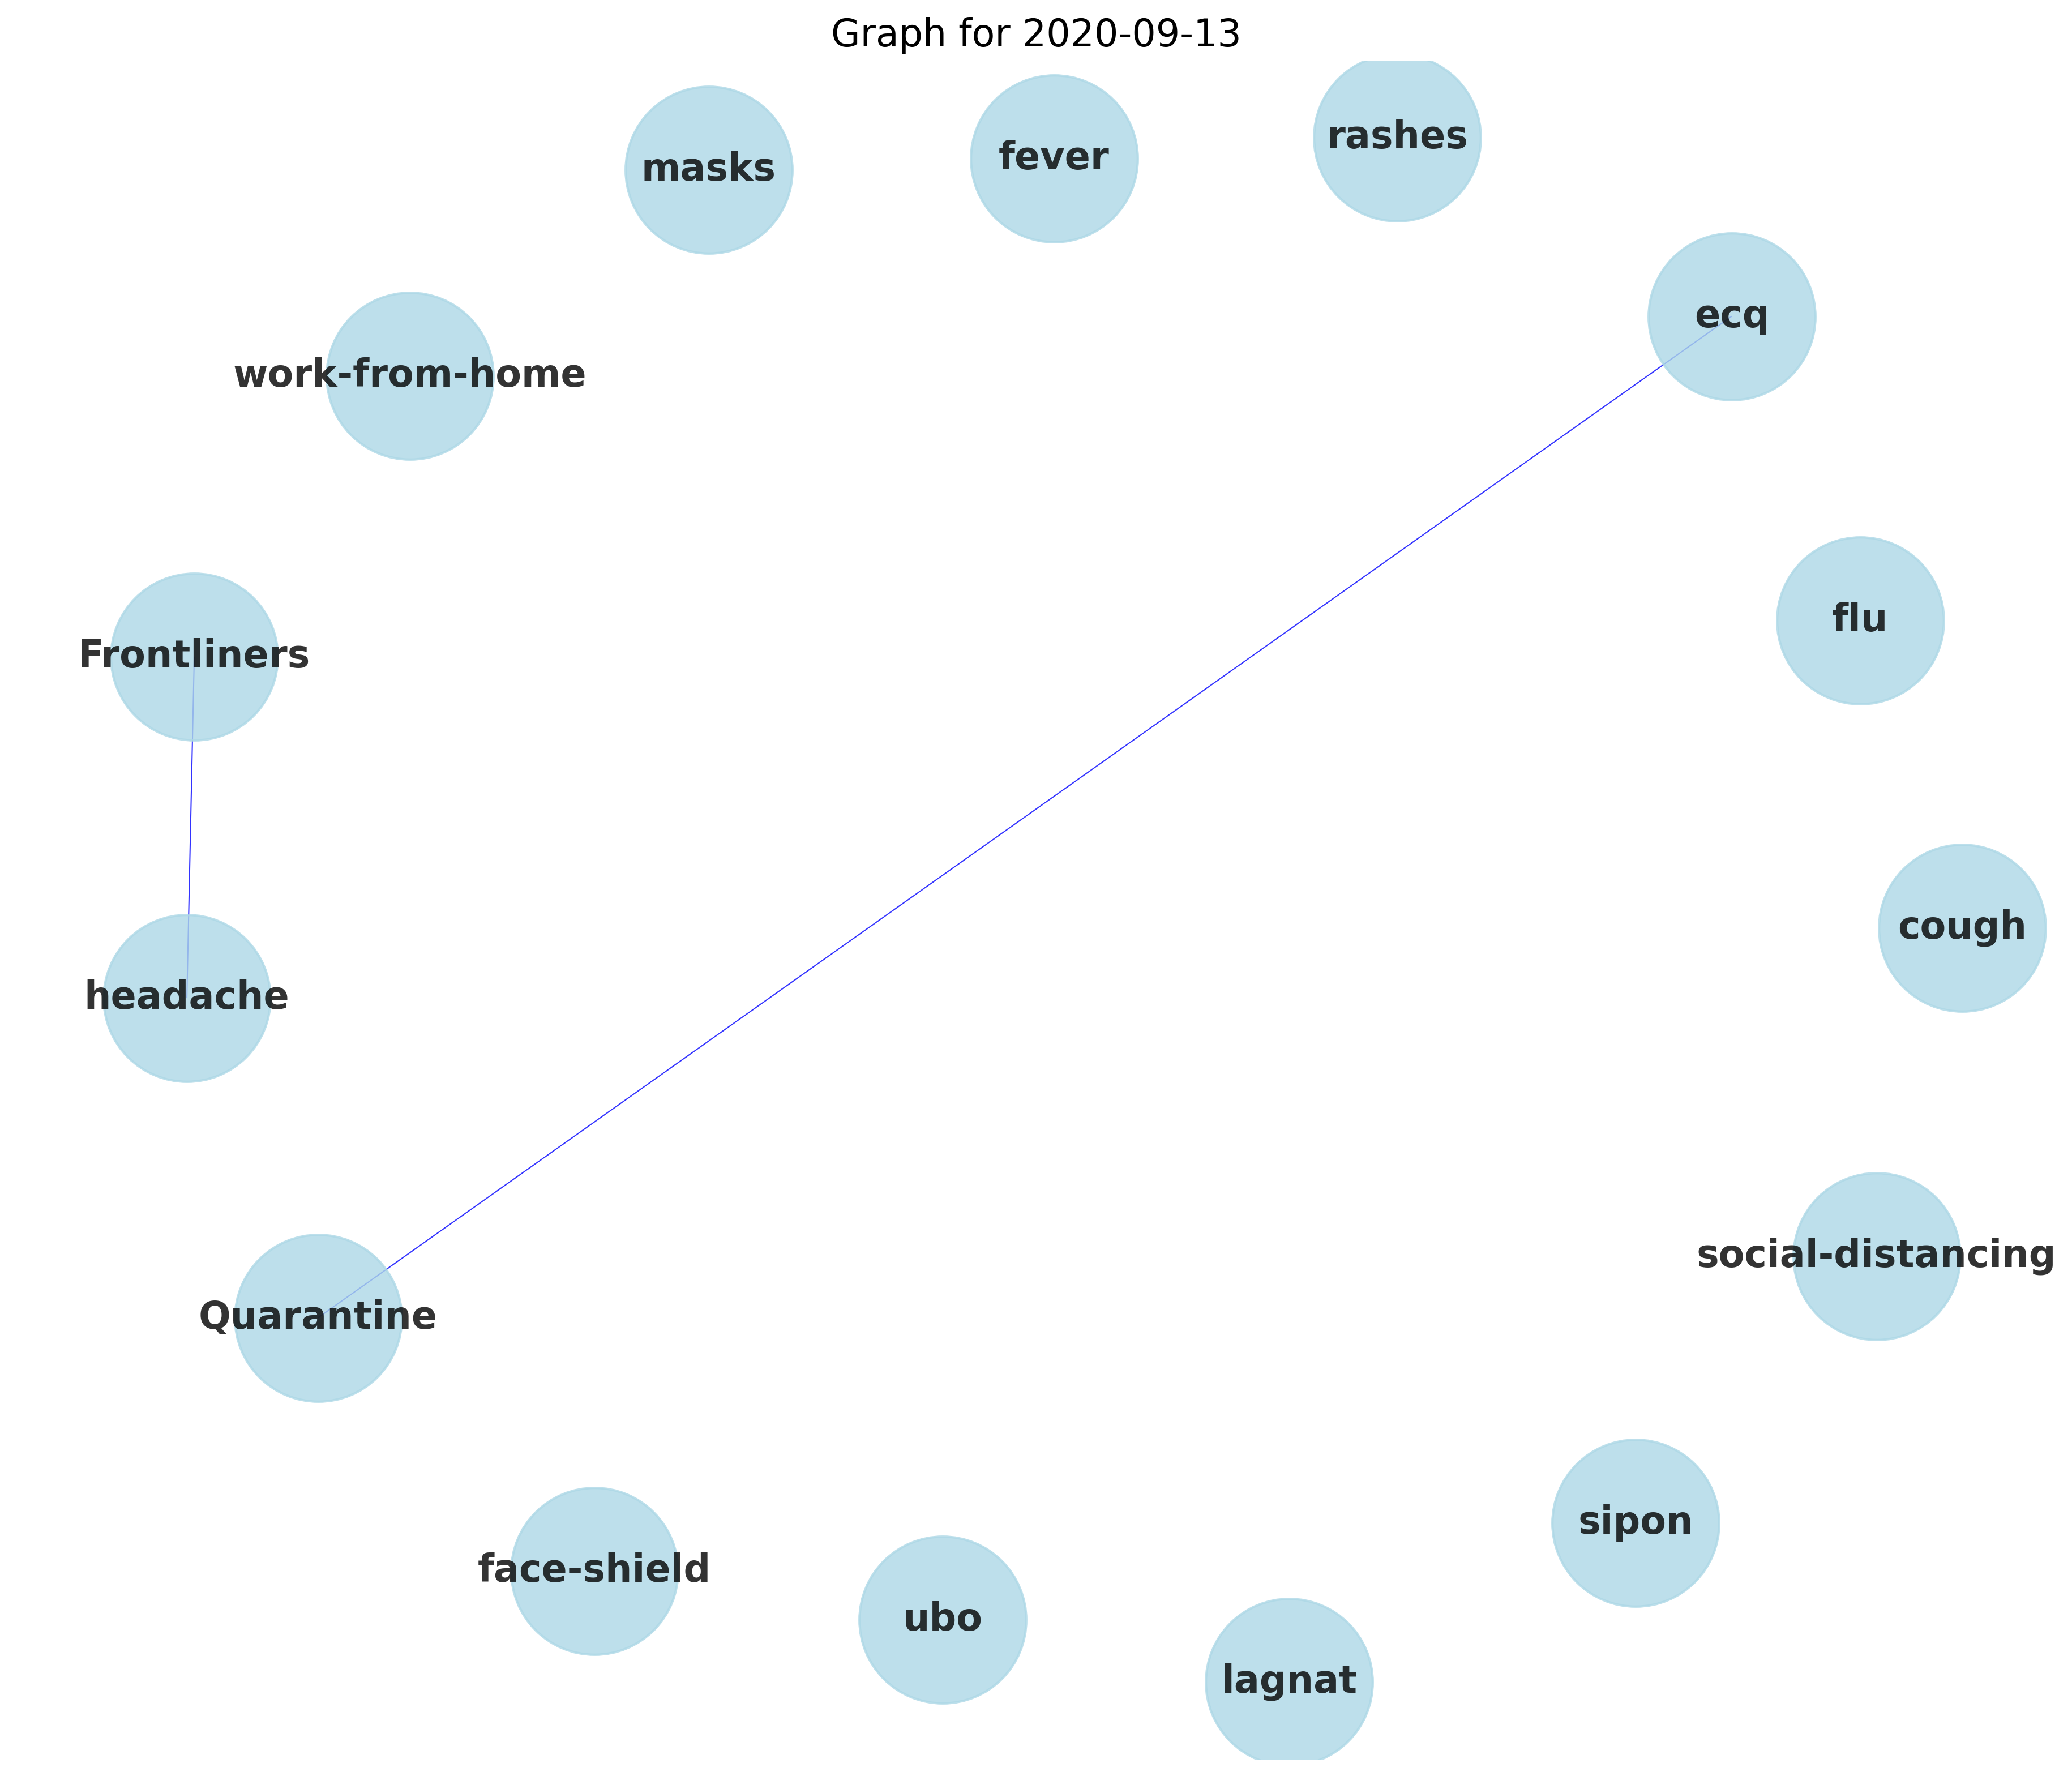 Graph for 2020-09-13
rashes
fever
masks
ecq
work-from-home
flu
Frontliners
cough
headache
social-distancing
Quarantine
sipon
face-shield
ubo
lagnat